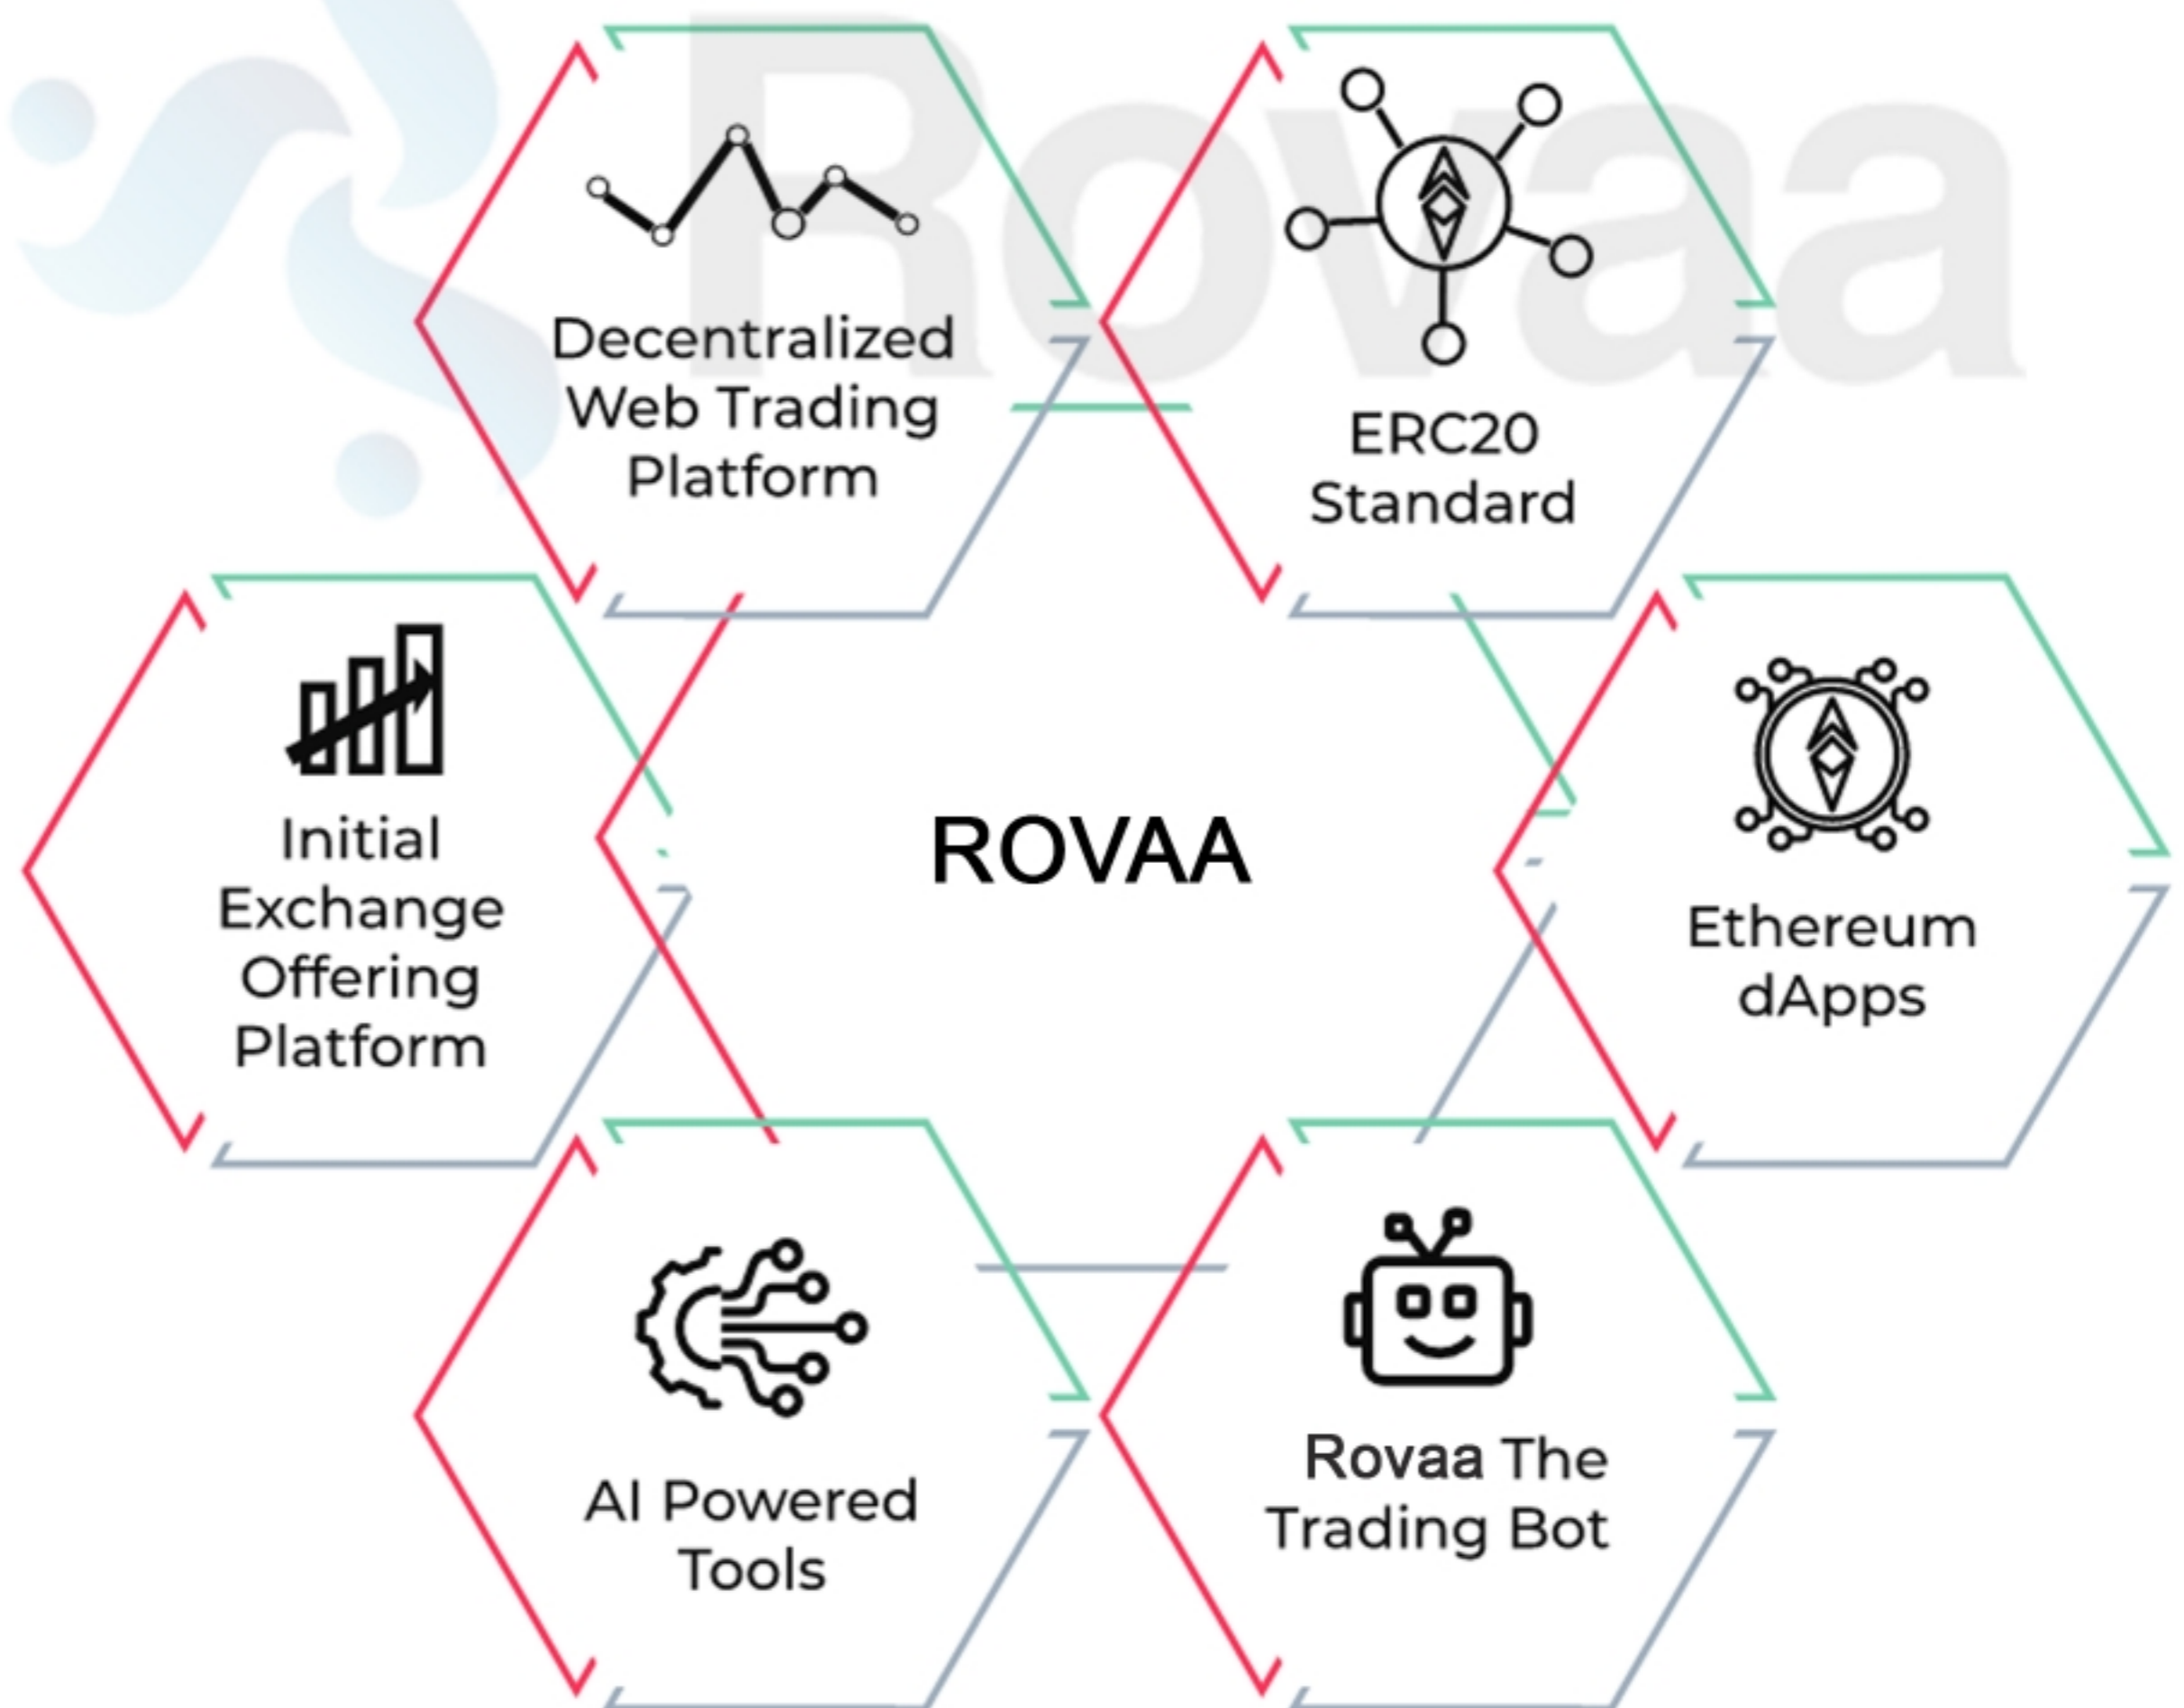 Rovaa
Decentralized
Web Trading
Platform
ERC20
Standard
Initial
Exchange
Offering
Platform
ROVAA
Ethereum
dApps
AI Powered
Tools
Rovaa The
Trading Bot